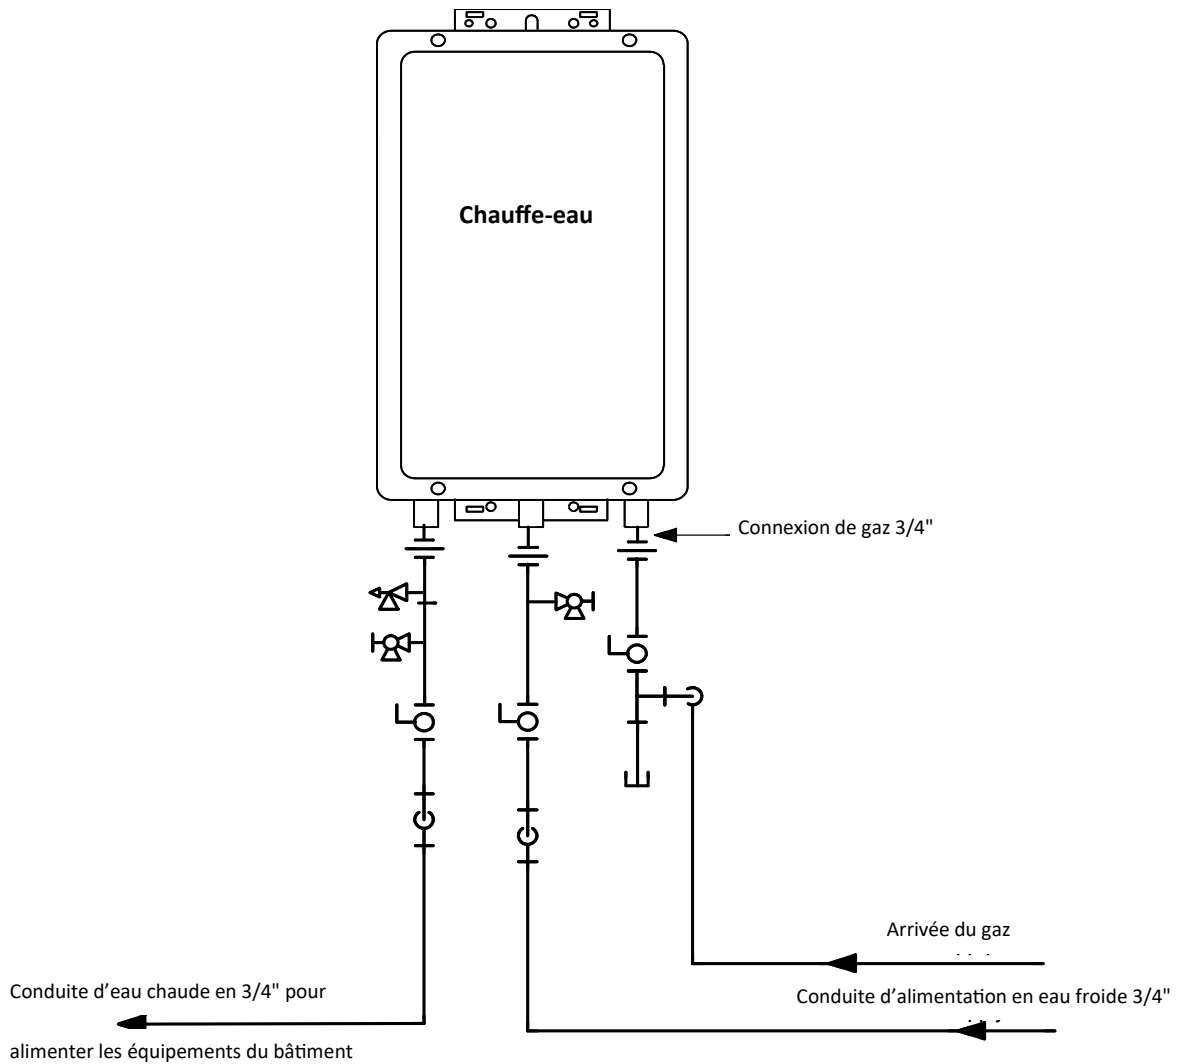 Chauffe-eau
Connexion de gaz 3/4"
Arrivée du gaz
Conduite d'eau chaude en 3/4" pour
Conduite d'alimentation en eau froide 3/4"
alimenter les équipements du bâtiment